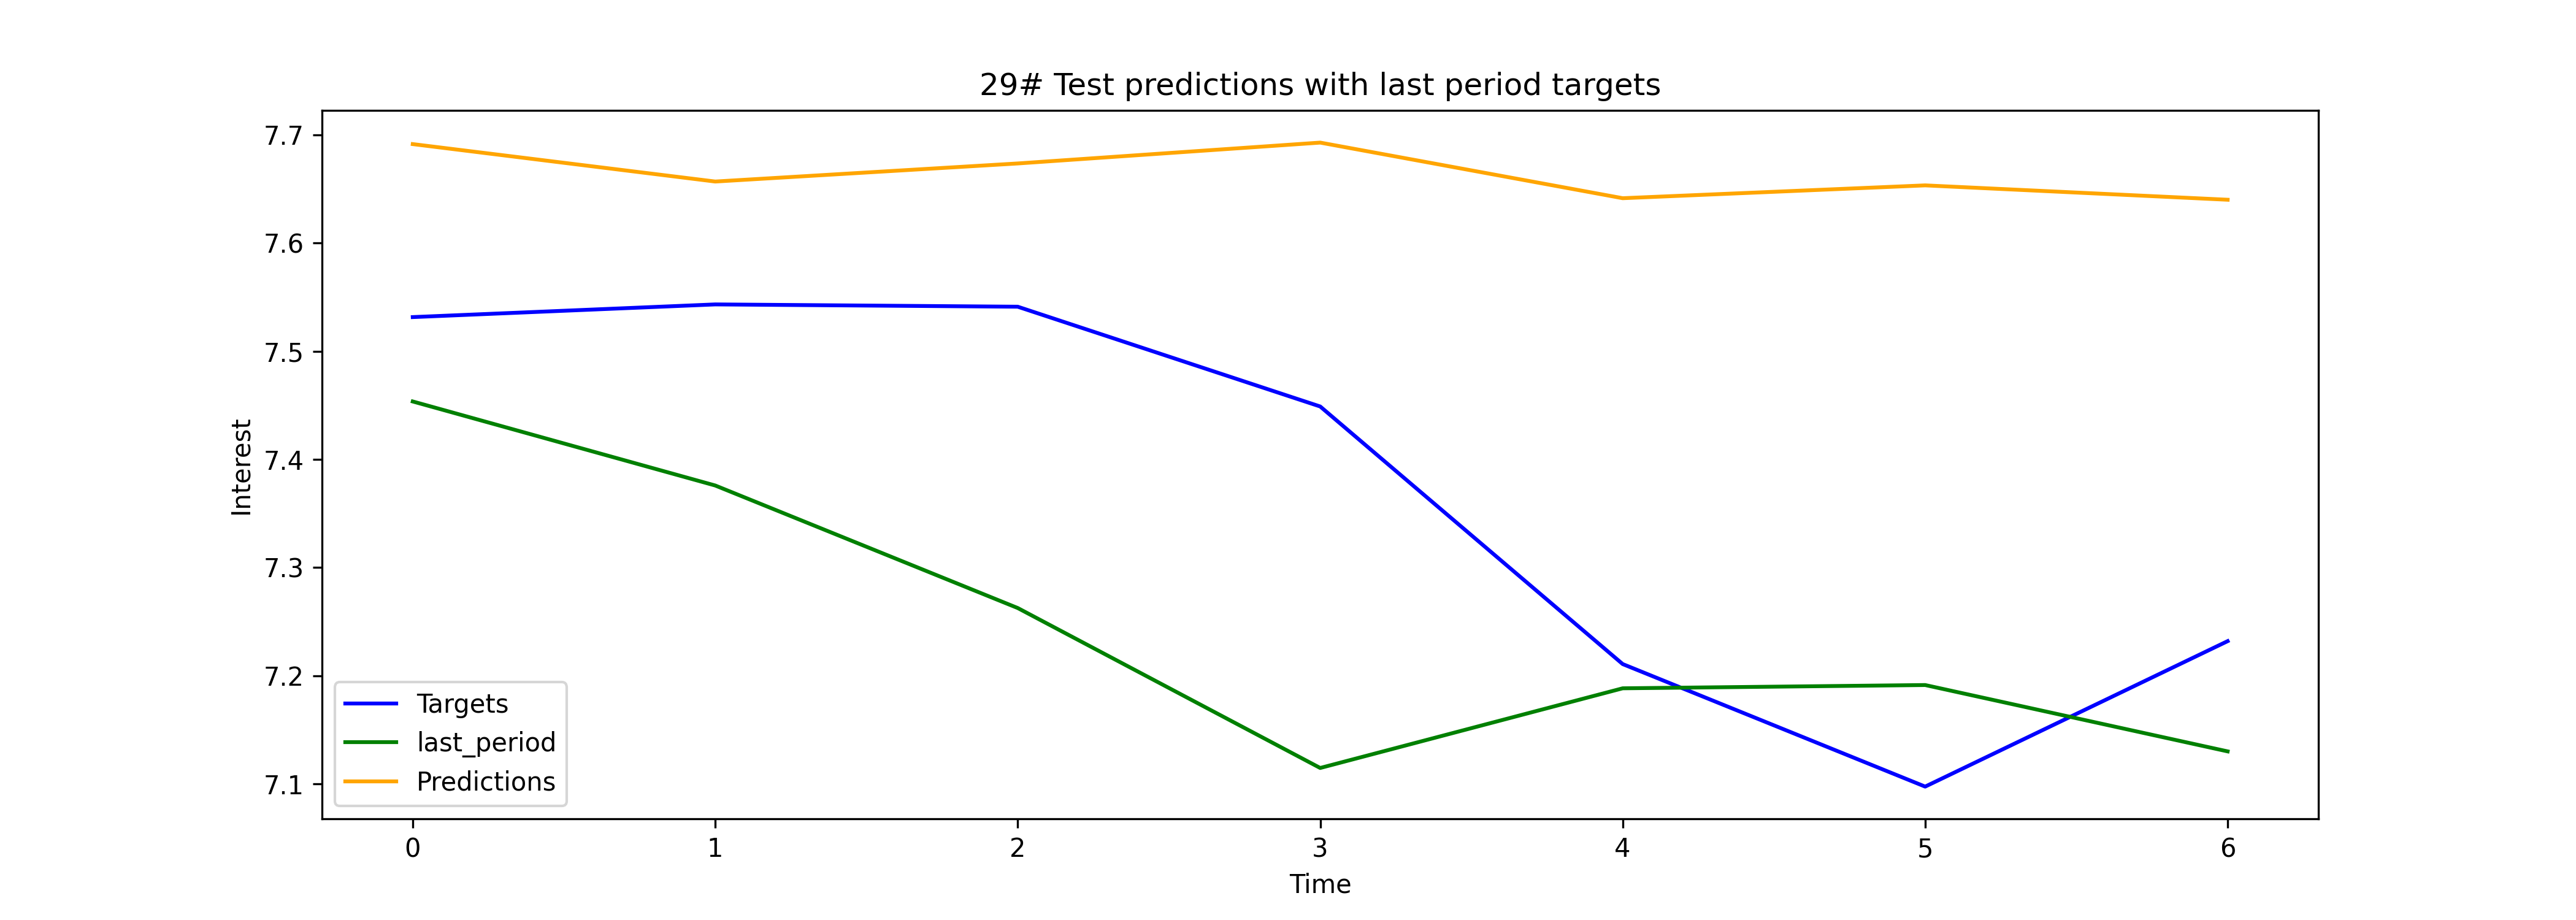 29# Test predictions with last period targets
7.7
7.6
7.5
7.4
7.3
7.2
7.1
Interest
Targets
last_period
Predictions
0 1 2 3 4 5 6
Time